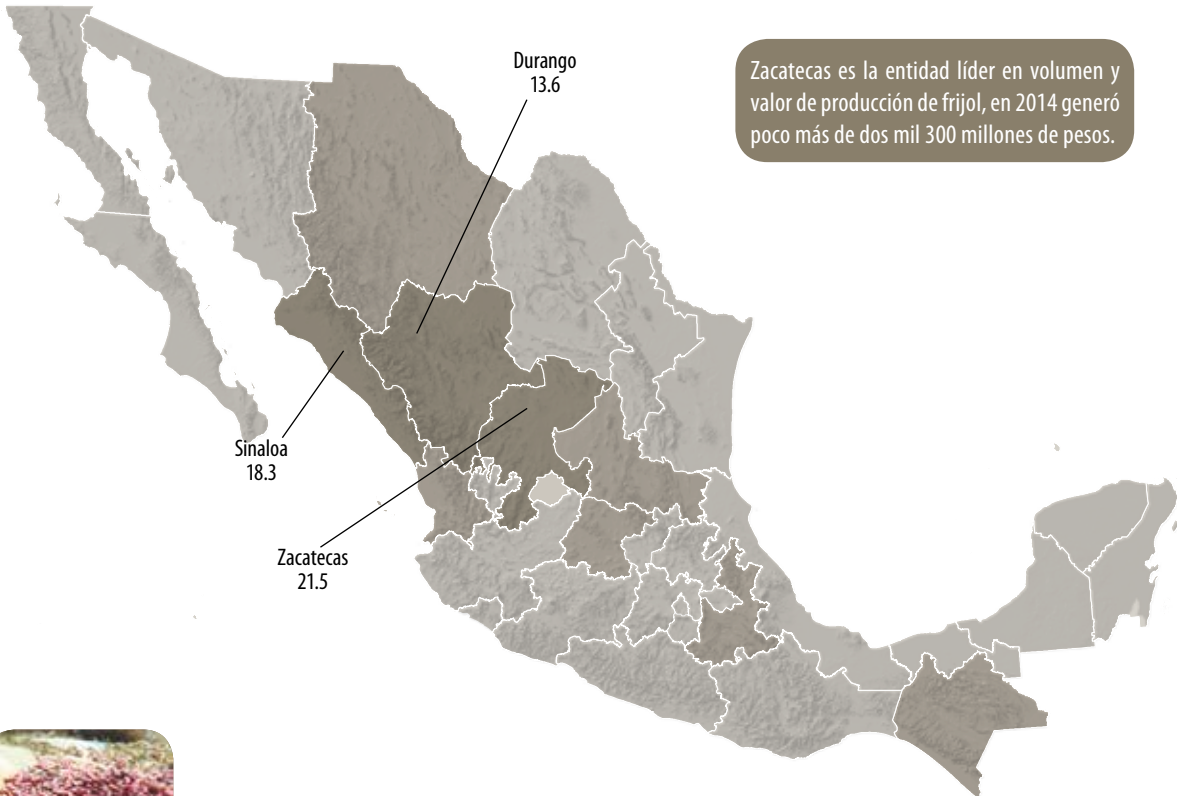 Durango
13.6
Zacatecas es la entidad líder en volumen y
valor de producción de frijol, en 2014 generó
poco más de dos mil 300 millones de pesos.
Sinaloa
18.3
Zacatecas
21.5